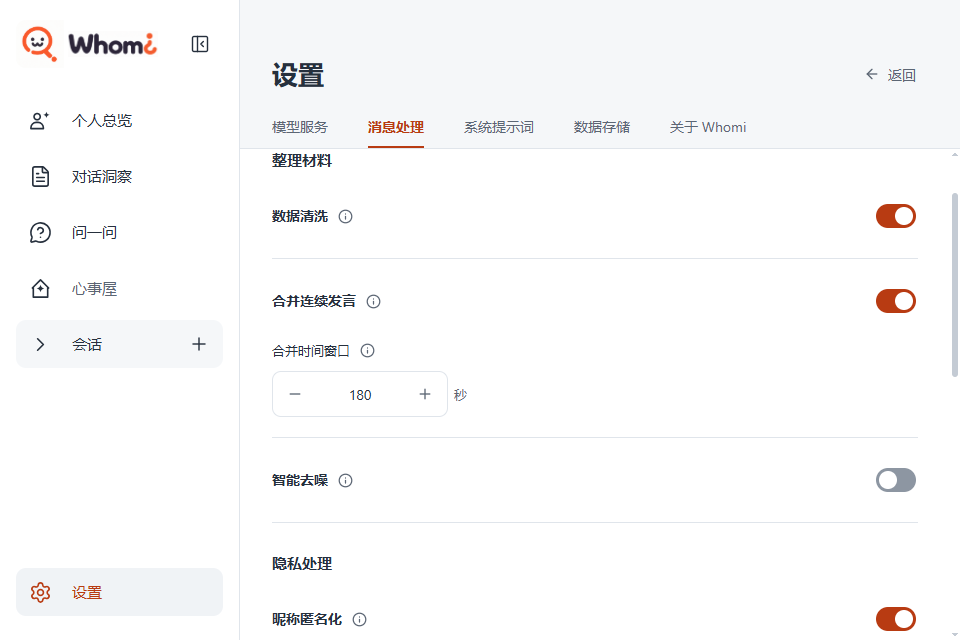 Whomi
个人总览
对话洞察
问一问
心事屋
会话
设置
设置
返回
模型服务
消息处理
系统提示词
数据存储
关于 Whomi
整理材料
数据清洗
合并连续发言
合并时间窗口
180
秒
智能去噪
隐私处理
昵称匿名化